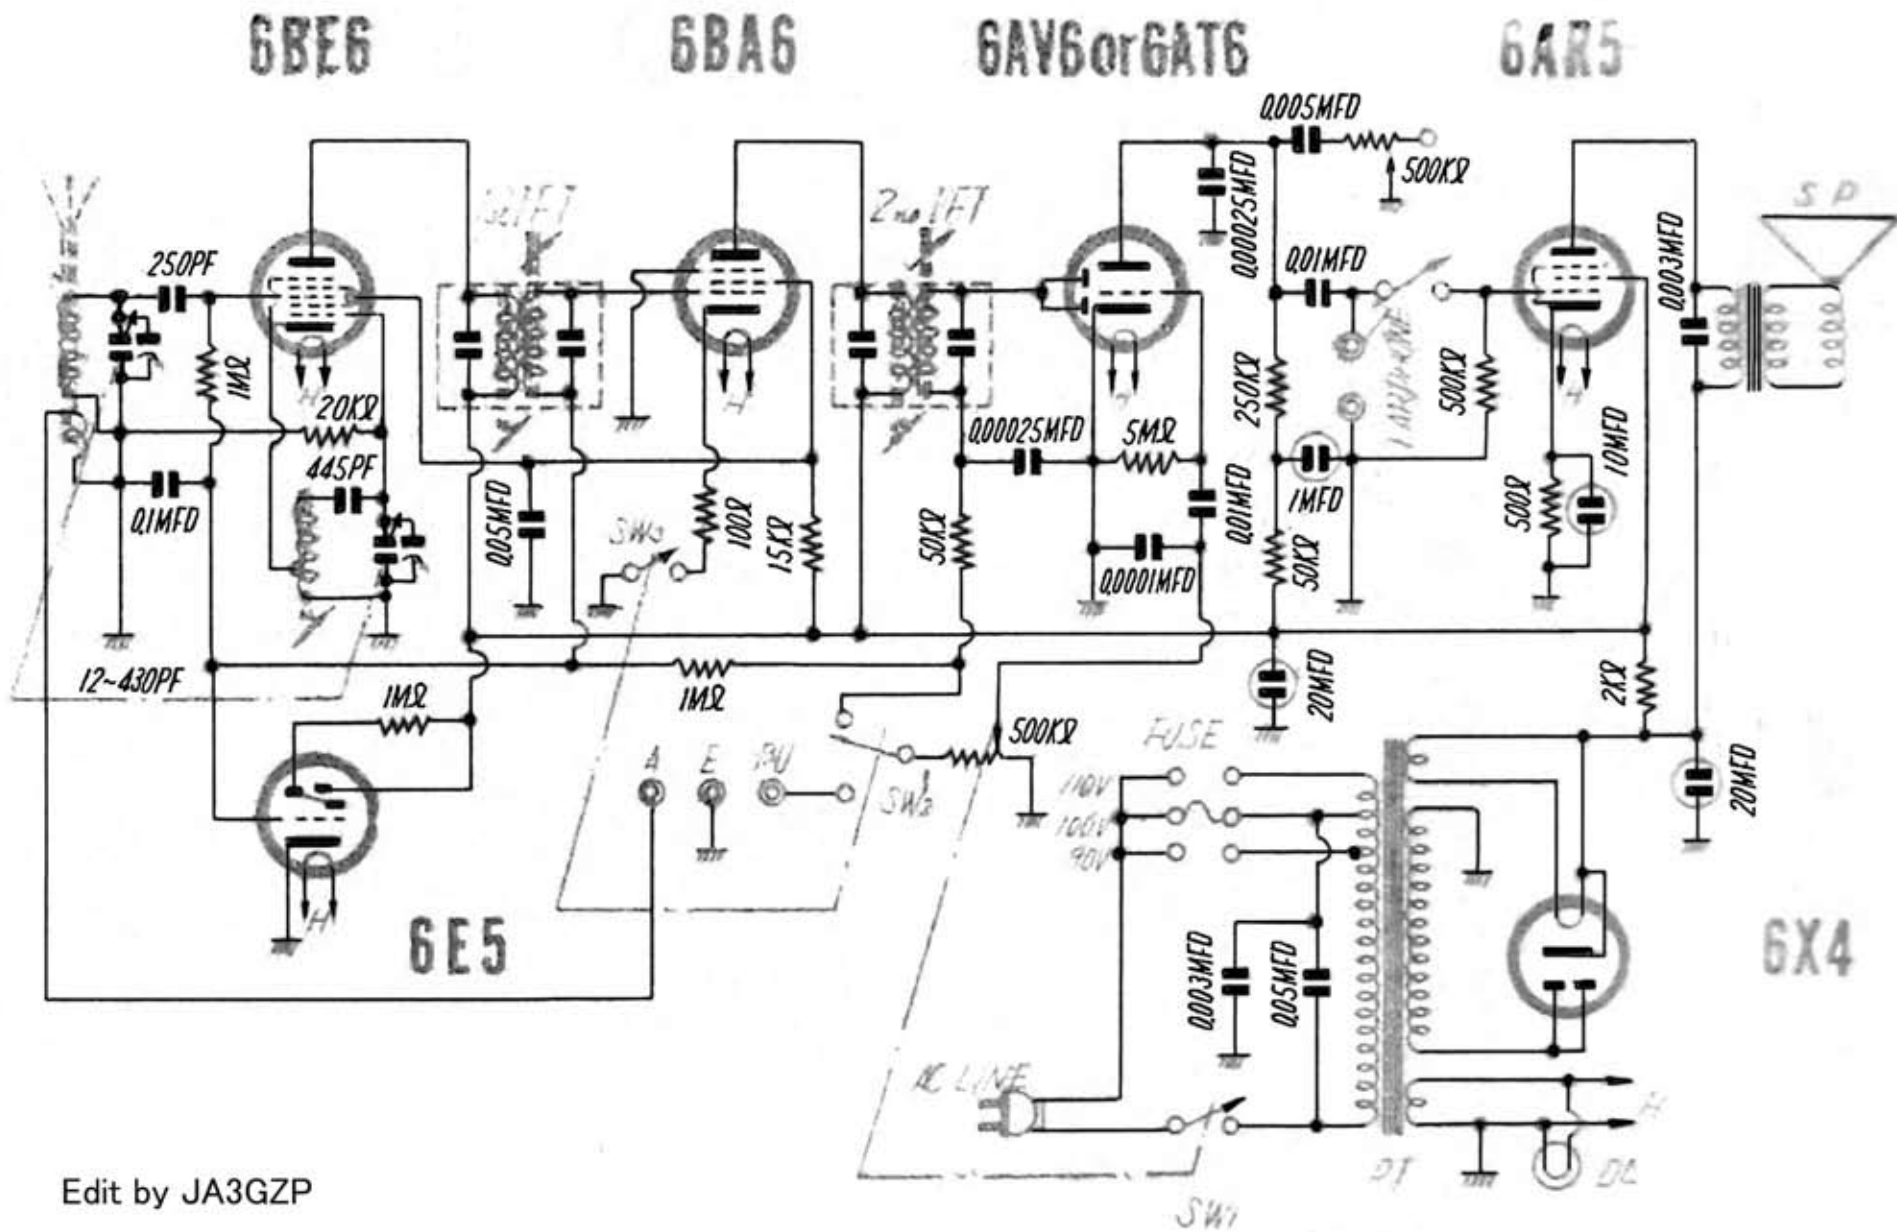 6BE6
6BA6
6AV6 or 6AT6
6AR5
0.005MFD
500KΩ
0.00025MFD
SP
1st IFT
2nd IFT
250PF
0.01MFD
0.003MFD
1MΩ
H
H
H
H
20KΩ
250KΩ
500KΩ
445PF
0.00025MFD
5MΩ
10MFD
0.1MFD
0.05MFD
100Ω
15KΩ
50KΩ
0.01MFD
1MFD
500Ω
SW3
0.0001MFD
50KΩ
12~430PF
1MΩ
1MΩ
20MFD
2KΩ
500KΩ
FUSE
A
E
PU
SW2
110V
100V
90V
20MFD
H
6E5
6X4
0.003MFD
0.05MFD
AC LINE
H
PT
SW1
Edit by JA3GZP